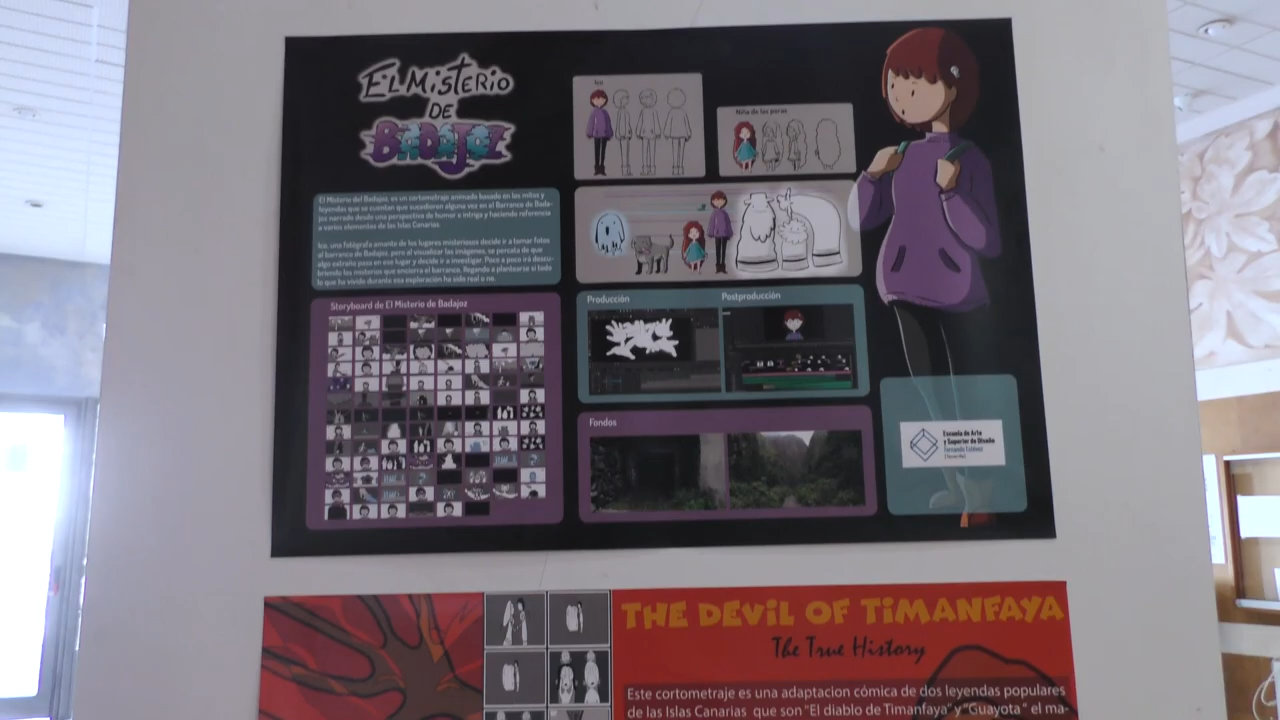 EL MISTERIO
DE
BADAJOZ
El Misterio del Badajoz, es un cortometraje animado basado en los mitos y
leyendas que se cuentan que sucedieron alguna vez en el Barranco de Bada-
joz narrado desde una perspectiva de humor e intriga y haciendo referencia
a varios elementos de las Islas Canarias.
Ico, una fotógrafa amante de los lugares misteriosos decide ir a tomar fotos
al barranco de Badajoz, pero al visualizar las imágenes, se percata de que
algo extraño pasa en ese lugar y decide ir a investigar. Poco a poco irá descu-
briendo los misterios que encierra el barranco, llegando a plantearse si todo
lo que ha vivido durante esa exploración ha sido real o no.
Storyboard de El Misterio de Badajoz
Ico
Niña de las peras
Producción
Postproducción
Fondos
Escuela de Arte
y Superior de Diseño
Fernando Estévez
(Tenerife)
THE DEVIL OF TIMANFAYA
The True History
Este cortometraje es una adaptacion cómica de dos leyendas populares
de las Islas Canarias que son "El diablo de Timanfaya" y "Guayota" el ma-